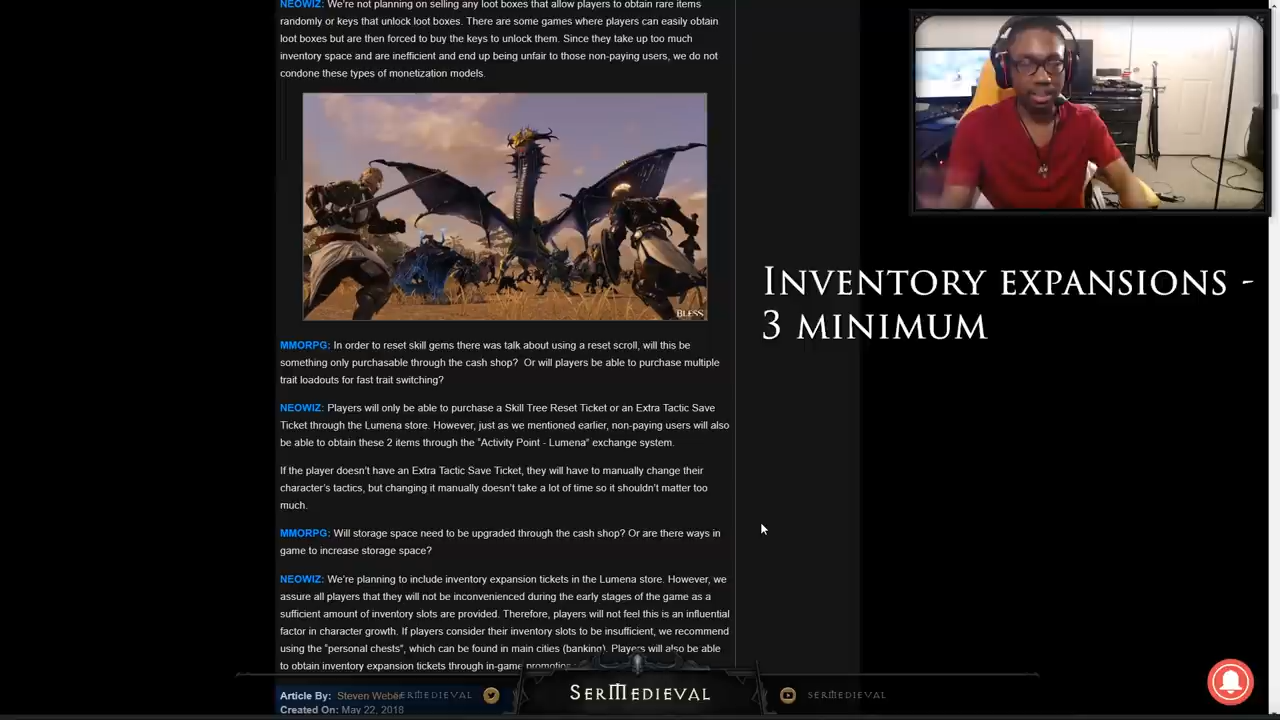 NEOWIZ: We're not planning on selling any loot boxes that allow players to obtain rare items
randomly or keys that unlock loot boxes. There are some games where players can easily obtain
loot boxes but are then forced to buy the keys to unlock them. Since they take up too much
inventory space and are inefficient and end up being unfair to those non-paying users, we do not
condone these types of monetization models.
BLESS
INVENTORY EXPANSIONS -
3 MINIMUM
MMORPG: In order to reset skill gems there was talk about using a reset scroll, will this be
something only purchasable through the cash shop? Or will players be able to purchase multiple
trait loadouts for fast trait switching?
NEOWIZ: Players will only be able to purchase a Skill Tree Reset Ticket or an Extra Tactic Save
Ticket through the Lumena store. However, just as we mentioned earlier, non-paying users will also
be able to obtain these 2 items through the "Activity Point - Lumena" exchange system.
If the player doesn't have an Extra Tactic Save Ticket, they will have to manually change their
character's tactics, but changing it manually doesn't take a lot of time so it shouldn't matter too
much.
MMORPG: Will storage space need to be upgraded through the cash shop? Or are there ways in
game to increase storage space?
NEOWIZ: We're planning to include inventory expansion tickets in the Lumena store. However, we
assure all players that they will not be inconvenienced during the early stages of the game as a
sufficient amount of inventory slots are provided. Therefore, players will not feel this is an influential
factor in character growth. If players consider their inventory slots to be insufficient, we recommend
using the "personal chests", which can be found in main cities (banking). Players will also be able
to obtain inventory expansion tickets through in-game
Article By: Steven Weber
SERMEDIEVAL
SERMEDIEVAL
Created On: May 22, 2018